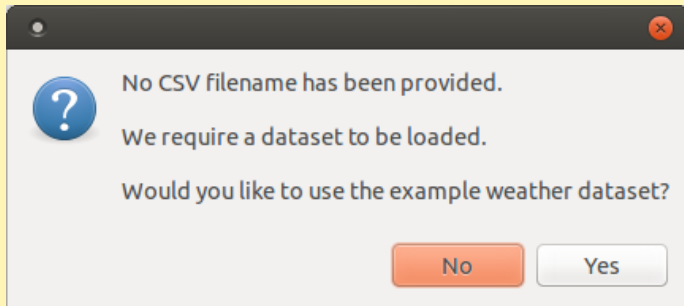 No CSV filename has been provided.
We require a dataset to be loaded.
Would you like to use the example weather dataset?
No
Yes